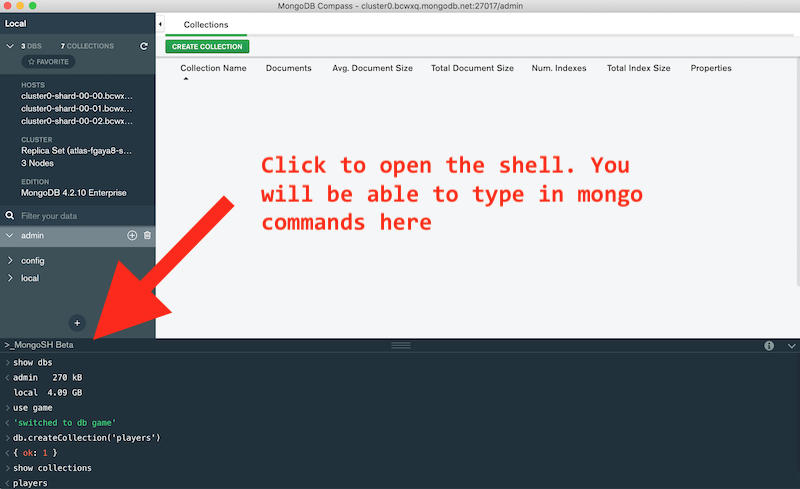 MongoDB Compass - cluster0.bcwxq.mongodb.net:27017/admin
Local
3 DBS 7 COLLECTIONS
☆ FAVORITE
HOSTS
cluster0-shard-00-00.bcwx...
cluster0-shard-00-01.bcwx...
cluster0-shard-00-02.bcwx...
CLUSTER
Replica Set (atlas-fgaya8-s...
3 Nodes
EDITION
MongoDB 4.2.10 Enterprise
Filter your data
admin
config
local
+
Collections
CREATE COLLECTION
Collection Name Documents Avg. Document Size Total Document Size Num. Indexes Total Index Size Properties
Click to open the shell. You
will be able to type in mongo
commands here
>_MongoSH Beta
> show dbs
< admin 270 kB
local 4.09 GB
> use game
< 'switched to db game'
> db.createCollection('players')
< { ok: 1 }
> show collections
< players